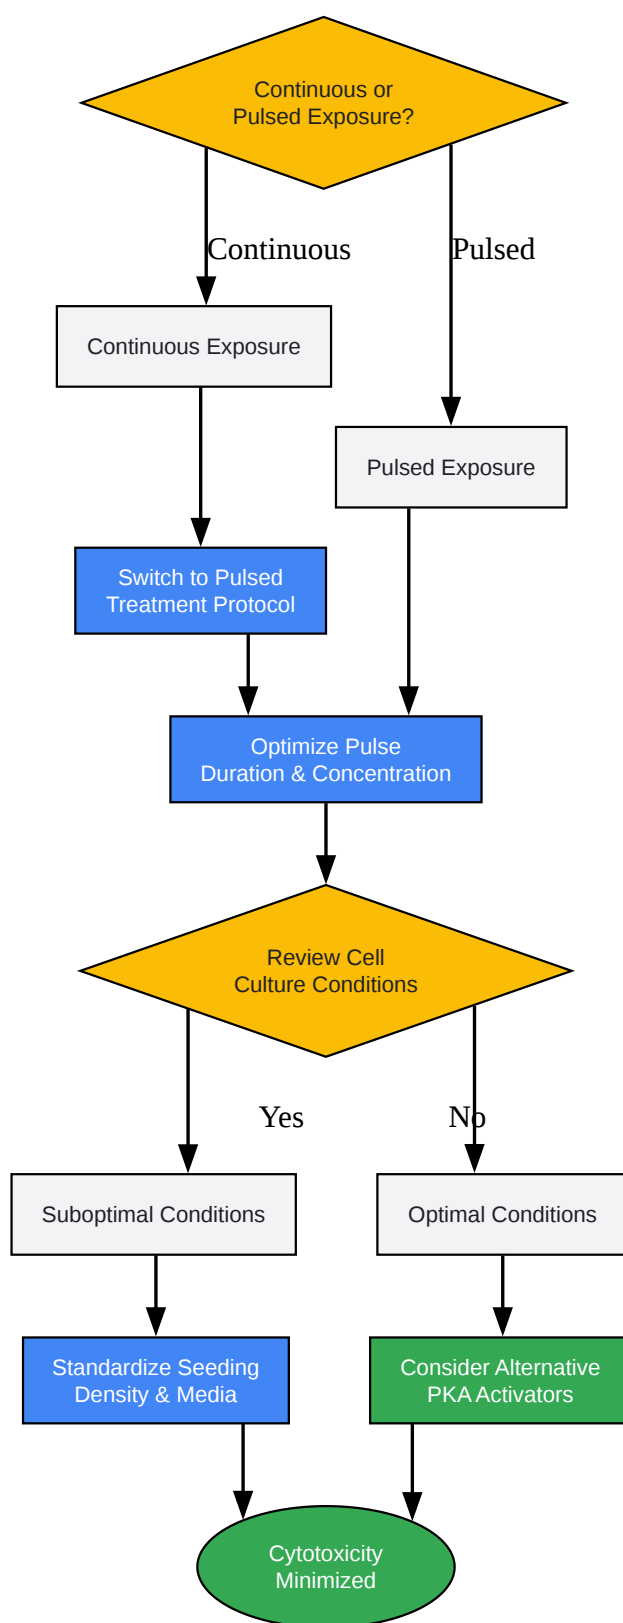 Continuous or
Pulsed Exposure?
Continuous
Pulsed
Continuous Exposure
Pulsed Exposure
Switch to Pulsed
Treatment Protocol
Optimize Pulse
Duration & Concentration
Review Cell
Culture Conditions
Yes
No
Suboptimal Conditions
Optimal Conditions
Standardize Seeding
Density & Media
Consider Alternative
PKA Activators
Cytotoxicity
Minimized